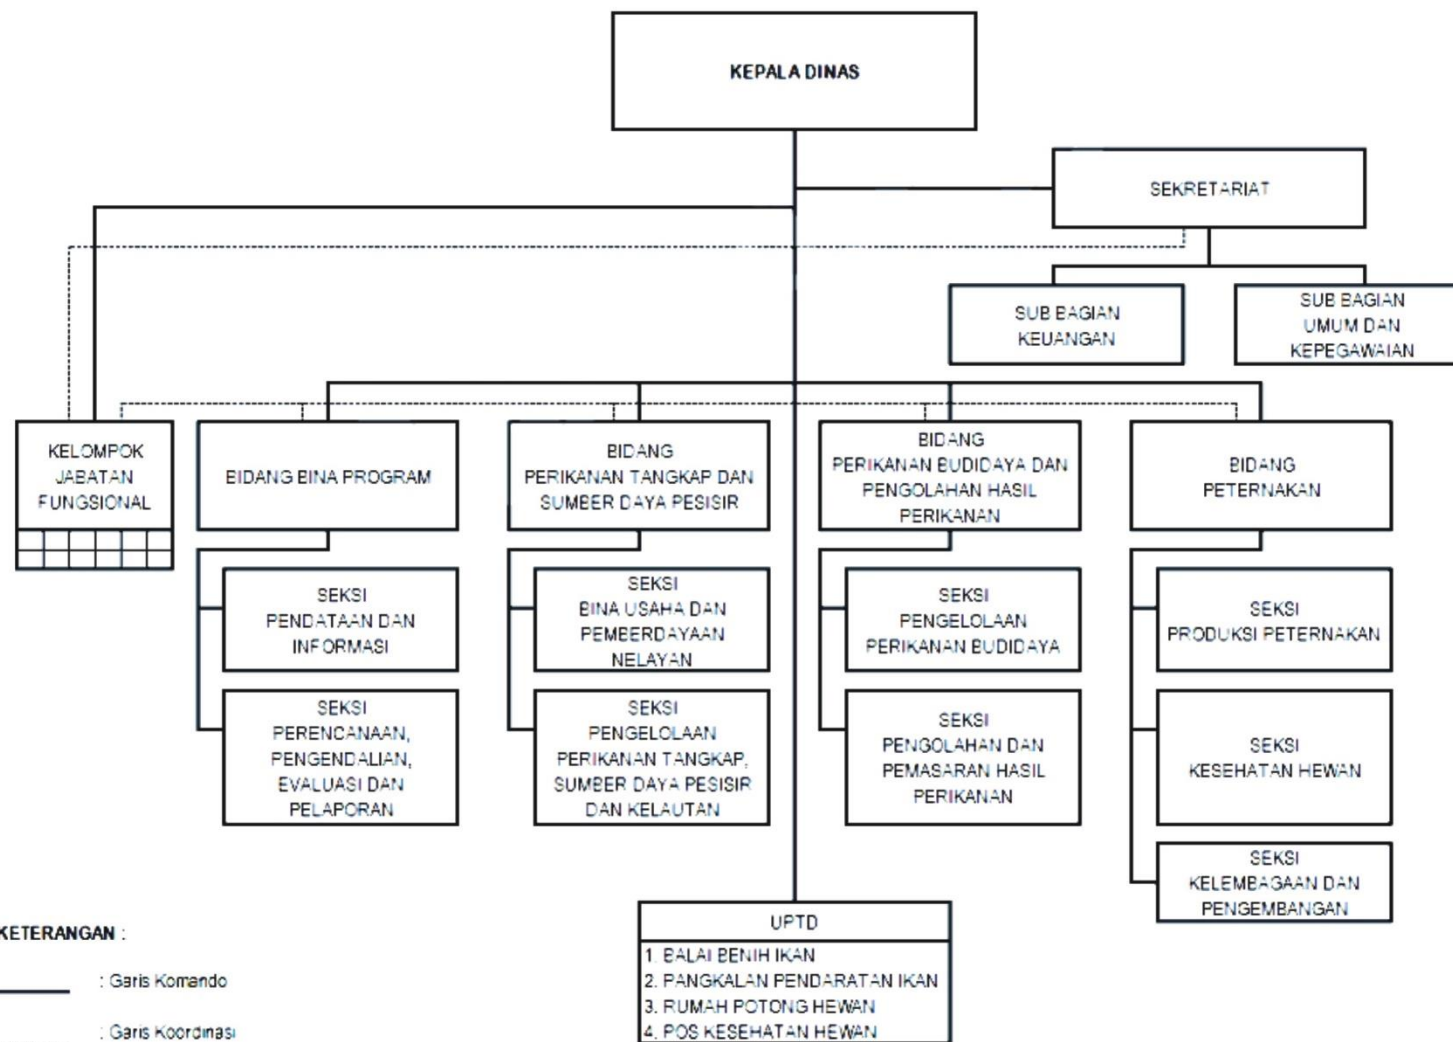 KEPALA DINAS
SEKRETARIAT
SUB BAGIAN
KEUANGAN
SUB BAGIAN
UMUM DAN
KEPEGAWAIAN
KELOMPOK
JABATAN
FUNGSIONAL
BIDANG BINA PROGRAM
BIDANG
PERIKANAN TANGKAP DAN
SUMBER DAYA PESISIR
BIDANG
PERIKANAN BUDIDAYA DAN
PENGOLAHAN HASIL
PERIKANAN
BIDANG
PETERNAKAN
SEKSI
PENDATAAN DAN
INFORMASI
SEKSI
BINA USAHA DAN
PEMBERDAYAAN
NELAYAN
SEKSI
PENGELOLAAN
PERIKANAN BUDIDAYA
SEKSI
PRODUKSI PETERNAKAN
SEKSI
PERENCANAAN,
PENGENDALIAN,
EVALUASI DAN
PELAPORAN
SEKSI
PENGELOLAAN
PERIKANAN TANGKAP,
SUMBER DAYA PESISIR
DAN KELAUTAN
SEKSI
PENGOLAHAN DAN
PEMASARAN HASIL
PERIKANAN
SEKSI
KESEHATAN HEWAN
SEKSI
KELEMBAGAAN DAN
PENGEMBANGAN
UPTD
1. BALAI BENIH IKAN
2. PANGKALAN PENDARATAN IKAN
3. RUMAH POTONG HEWAN
4. POS KESEHATAN HEWAN
KETERANGAN :
: Garis Komando
: Garis Koordinasi